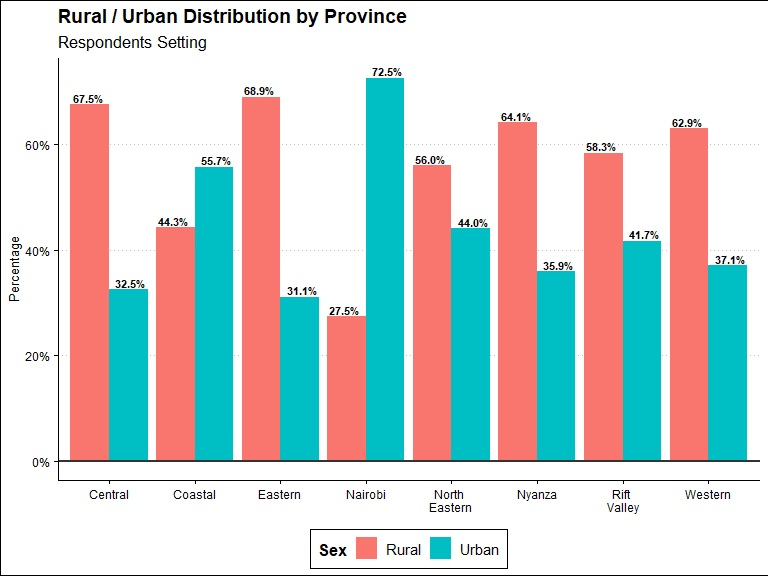 Rural / Urban Distribution by Province
Respondents Setting
Percentage
60%
40%
20%
0%
67.5%
32.5%
44.3%
55.7%
68.9%
31.1%
27.5%
72.5%
56.0%
44.0%
64.1%
35.9%
58.3%
41.7%
62.9%
37.1%
Central
Coastal
Eastern
Nairobi
North
Eastern
Nyanza
Rift
Valley
Western
Sex Rural Urban